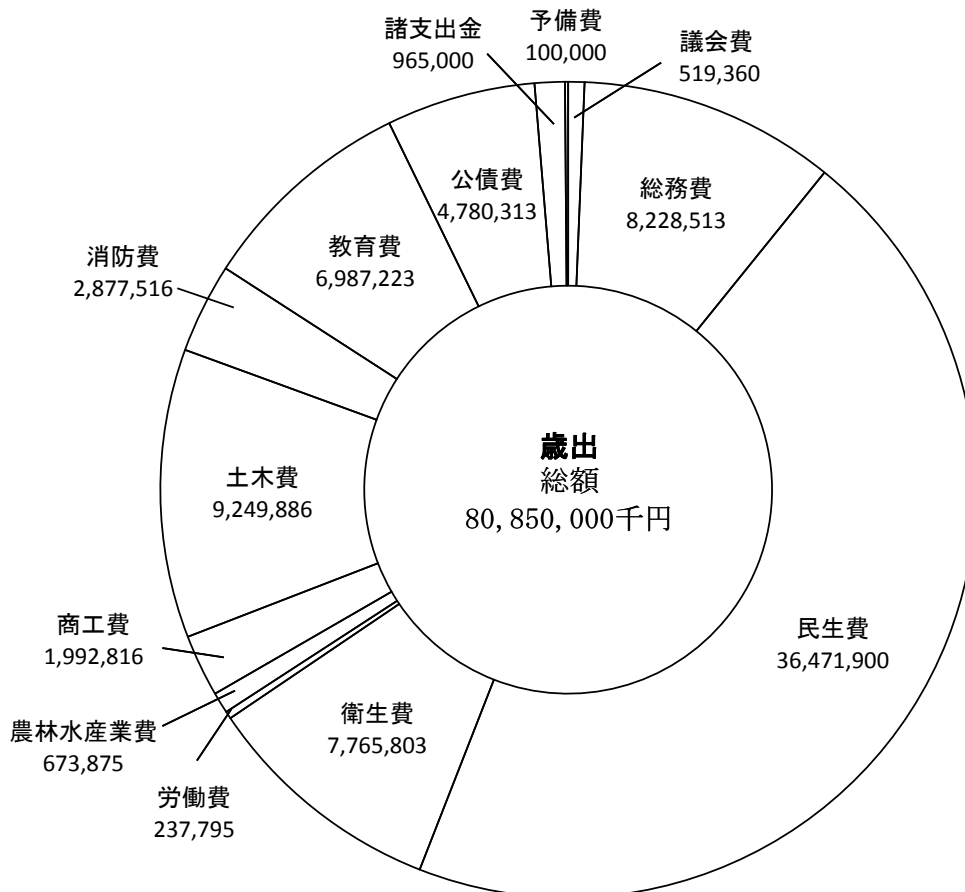 諸支出金
965,000
予備費
100,000
議会費
519,360
総務費
8,228,513
公債費
4,780,313
教育費
6,987,223
消防費
2,877,516
歳出
総額
80,850,000千円
土木費
9,249,886
民生費
36,471,900
商工費
1,992,816
衛生費
7,765,803
農林水産業費
673,875
労働費
237,795